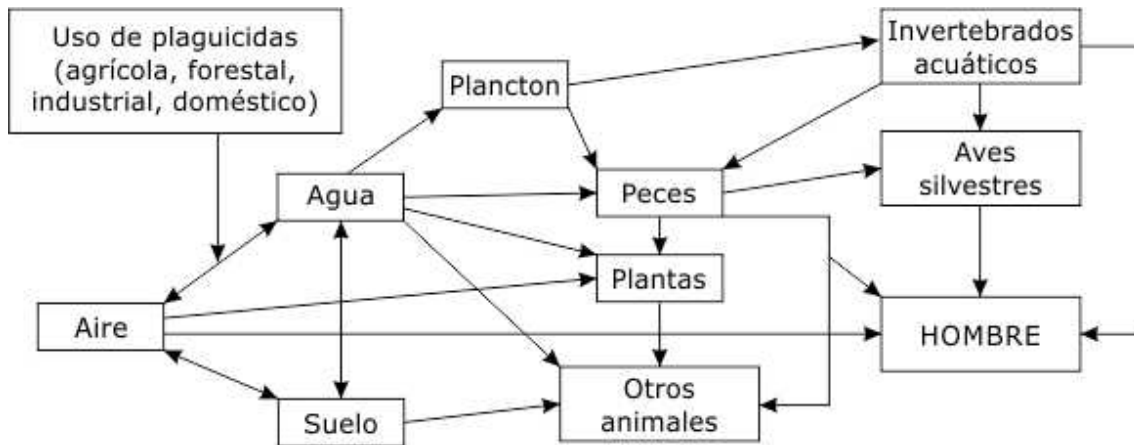 Uso de plaguicidas
(agrícola, forestal,
industrial, doméstico)
Plancton
Invertebrados
acuáticos
Agua
Peces
Aves
silvestres
Plantas
Aire
HOMBRE
Suelo
Otros
animales